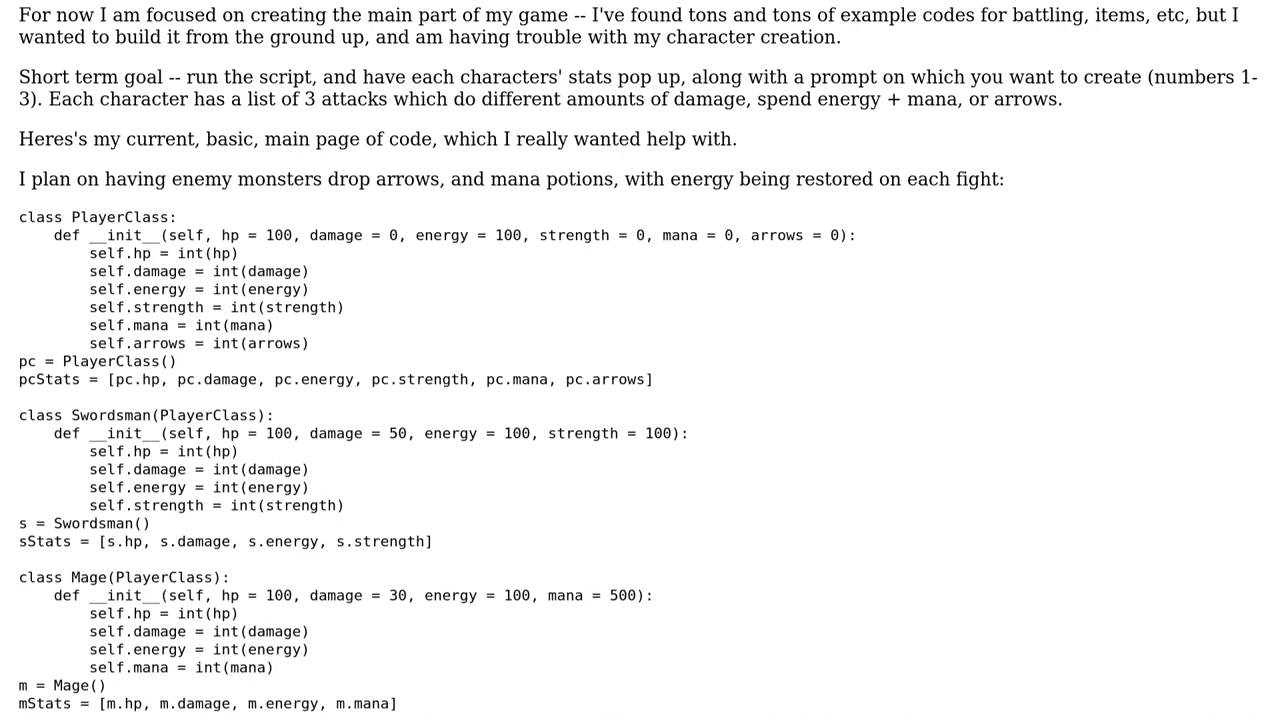 For now I am focused on creating the main part of my game -- I've found tons and tons of example codes for battling, items, etc, but I
wanted to build it from the ground up, and am having trouble with my character creation.
Short term goal -- run the script, and have each characters' stats pop up, along with a prompt on which you want to create (numbers 1-
3). Each character has a list of 3 attacks which do different amounts of damage, spend energy + mana, or arrows.
Heres's my current, basic, main page of code, which I really wanted help with.
I plan on having enemy monsters drop arrows, and mana potions, with energy being restored on each fight:
class PlayerClass:
    def __init__(self, hp = 100, damage = 0, energy = 100, strength = 0, mana = 0, arrows = 0):
        self.hp = int(hp)
        self.damage = int(damage)
        self.energy = int(energy)
        self.strength = int(strength)
        self.mana = int(mana)
        self.arrows = int(arrows)
pc = PlayerClass()
pcStats = [pc.hp, pc.damage, pc.energy, pc.strength, pc.mana, pc.arrows]
class Swordsman(PlayerClass):
    def __init__(self, hp = 100, damage = 50, energy = 100, strength = 100):
        self.hp = int(hp)
        self.damage = int(damage)
        self.energy = int(energy)
        self.strength = int(strength)
s = Swordsman()
sStats = [s.hp, s.damage, s.energy, s.strength]
class Mage(PlayerClass):
    def __init__(self, hp = 100, damage = 30, energy = 100, mana = 500):
        self.hp = int(hp)
        self.damage = int(damage)
        self.energy = int(energy)
        self.mana = int(mana)
m = Mage()
mStats = [m.hp, m.damage, m.energy, m.mana]